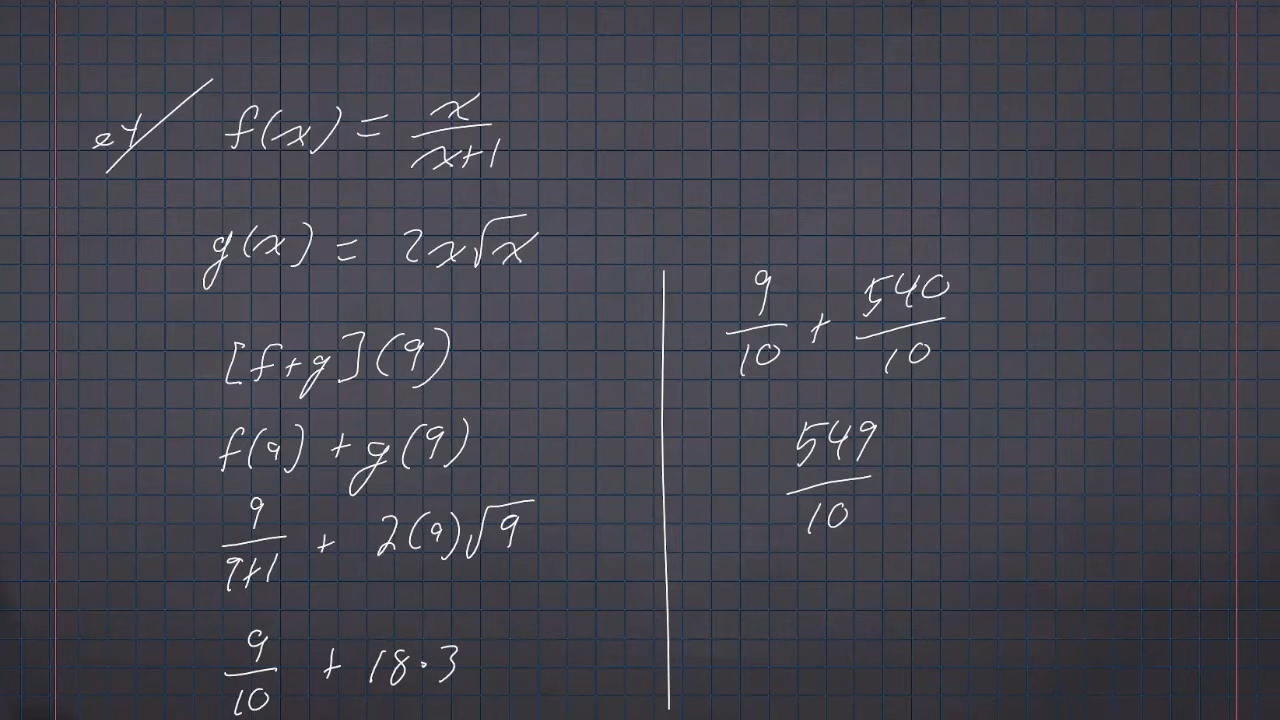 ex/ f(x) = x/(x+1)
g(x) = 2x√x
[f+g](9)
f(9) + g(9)
9/(9+1) + 2(9)√9
9/10 + 18·3
9/10 + 540/10
549/10